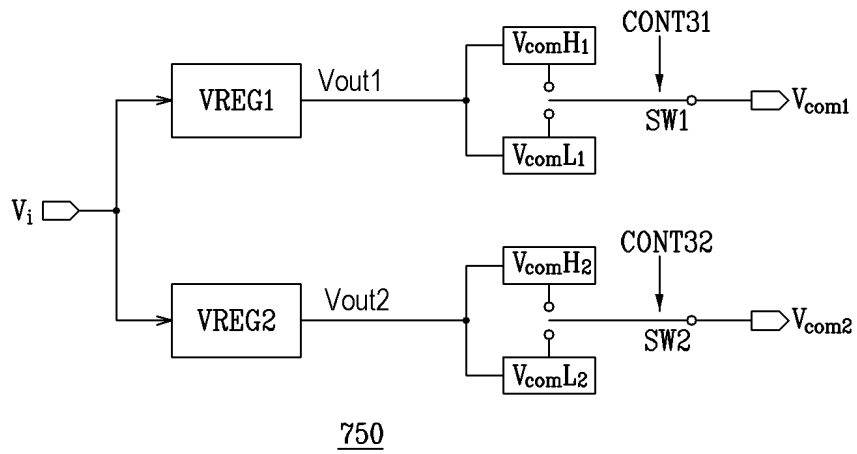 VcomH1
CONT31
VREG1
Vout1
SW1
Vcom1
VcomL1
Vi
VcomH2
CONT32
VREG2
Vout2
SW2
Vcom2
VcomL2
750